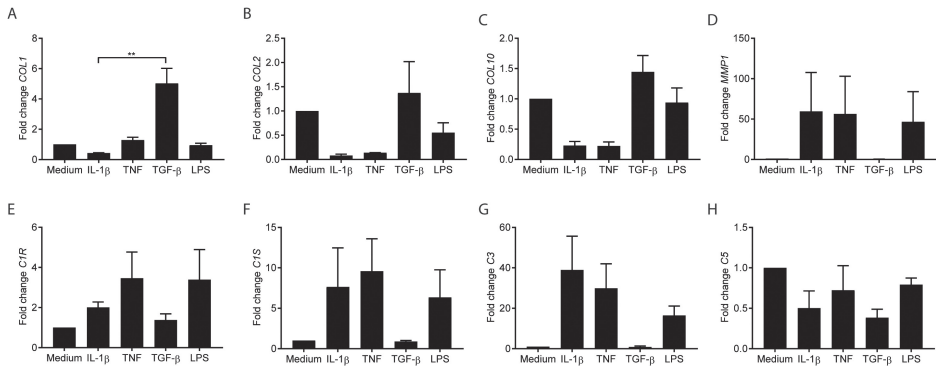 A
Fold change COL1
8
6
4
2
0
**
Medium IL-1β TNF TGF-β LPS
B
Fold change COL2
2.5
2.0
1.5
1.0
0.5
0.0
Medium IL-1β TNF TGF-β LPS
C
Fold change COL10
2.0
1.5
1.0
0.5
0.0
Medium IL-1β TNF TGF-β LPS
D
Fold change MMP1
150
100
50
0
Medium IL-1β TNF TGF-β LPS
E
Fold change C1R
6
4
2
0
Medium IL-1β TNF TGF-β LPS
F
Fold change C1S
15
10
5
0
Medium IL-1β TNF TGF-β LPS
G
Fold change C3
60
40
20
0
Medium IL-1β TNF TGF-β LPS
H
Fold change C5
1.5
1.0
0.5
0.0
Medium IL-1β TNF TGF-β LPS